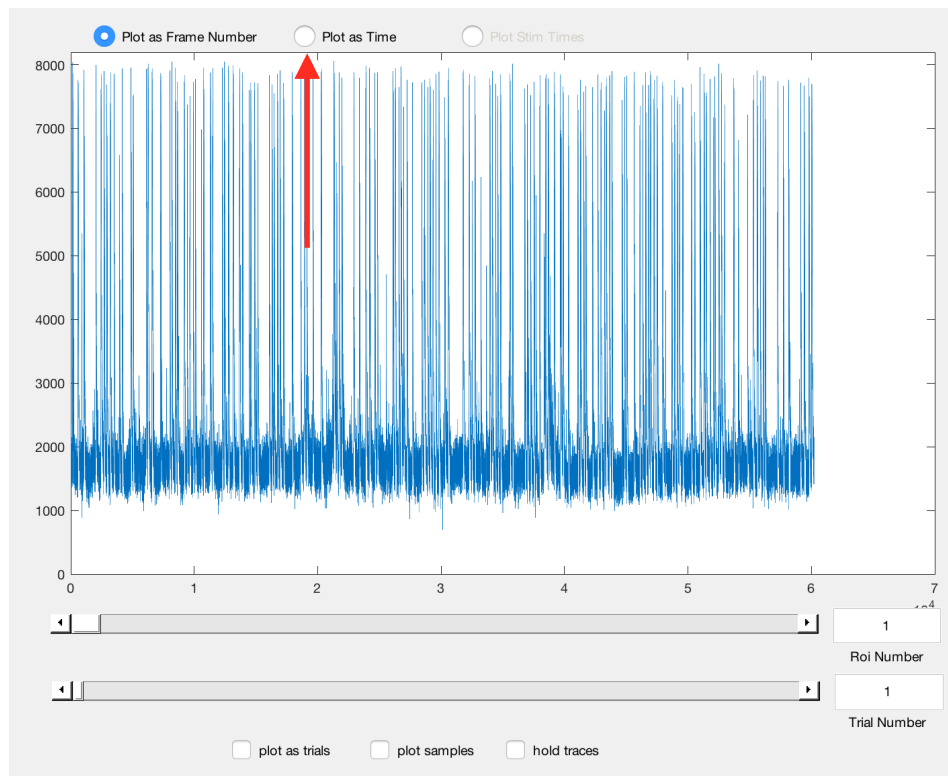 Plot as Frame Number Plot as Time Plot Stim Times
8000
7000
6000
5000
4000
3000
2000
1000
0
0 1 2 3 4 5 6 7
1
Roi Number
1
Trial Number
plot as trials plot samples hold traces